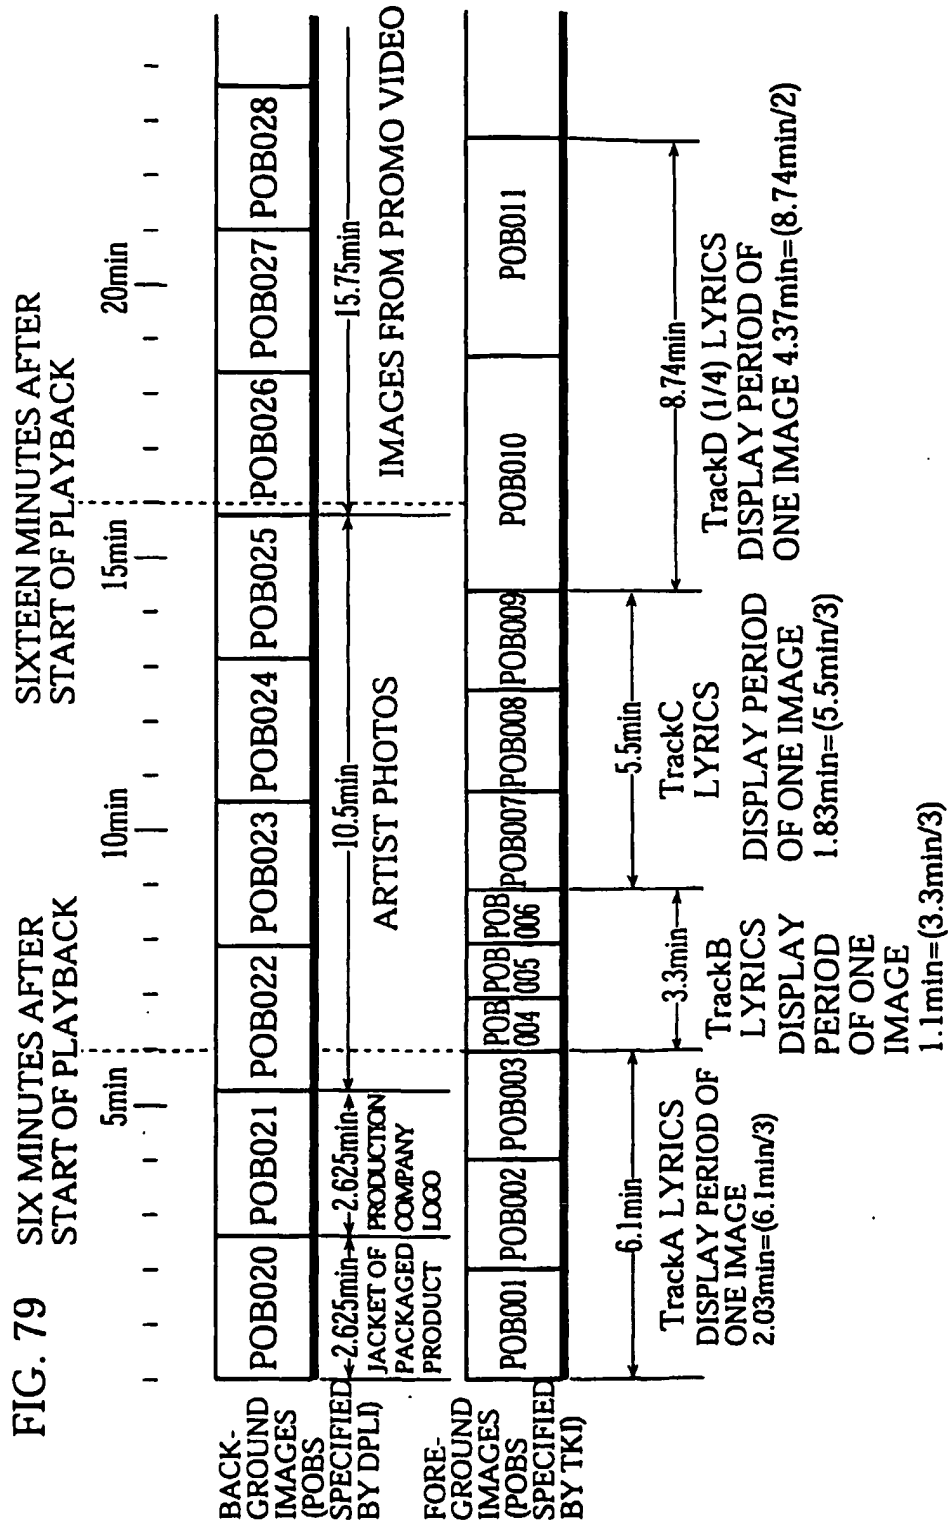 FIG. 79
SIX MINUTES AFTER
START OF PLAYBACK
SIXTEEN MINUTES AFTER
START OF PLAYBACK
5min
10min
15min
20min
BACK-
GROUND
IMAGES
(POBS
SPECIFIED
BY DPLI)
POB020
POB021
POB022
POB023
POB024
POB025
POB026
POB027
POB028
2.625min
2.625min
10.5min
15.75min
JACKET OF
PACKAGED
PRODUCT
PRODUCTION
COMPANY
LOGO
ARTIST PHOTOS
IMAGES FROM PROMO VIDEO
FORE-
GROUND
IMAGES
(POBS
SPECIFIED
BY TKI)
POB001
POB002
POB003
POB
004
POB
005
POB
006
POB007
POB008
POB009
POB010
POB011
6.1min
3.3min
5.5min
8.74min
TrackA LYRICS
DISPLAY PERIOD OF
ONE IMAGE
2.03min=(6.1min/3)
TrackB
LYRICS
DISPLAY
PERIOD
OF ONE
IMAGE
1.1min=(3.3min/3)
TrackC
LYRICS
DISPLAY PERIOD
OF ONE IMAGE
1.83min=(5.5min/3)
TrackD (1/4) LYRICS
DISPLAY PERIOD OF
ONE IMAGE 4.37min=(8.74min/2)